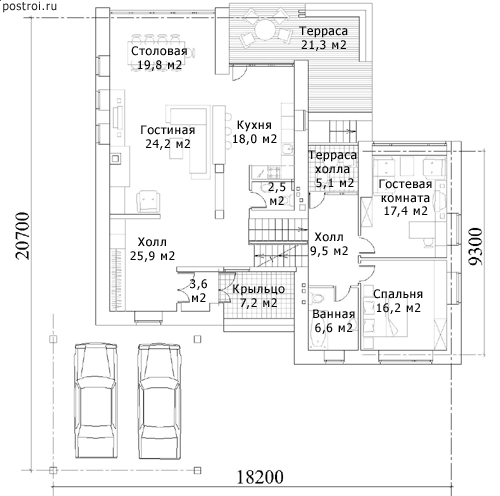 postroi.ru
Терраса
21,3 м2
Столовая
19,8 м2
Кухня
18,0 м2
Гостиная
24,2 м2
Терраса
холла
5,1 м2
2,5
м2
Гостевая
комната
17,4 м2
Холл
25,9 м2
Холл
9,5 м2
3,6
м2
Крыльцо
7,2 м2
Спальня
16,2 м2
Ванная
6,6 м2
20700
9300
18200